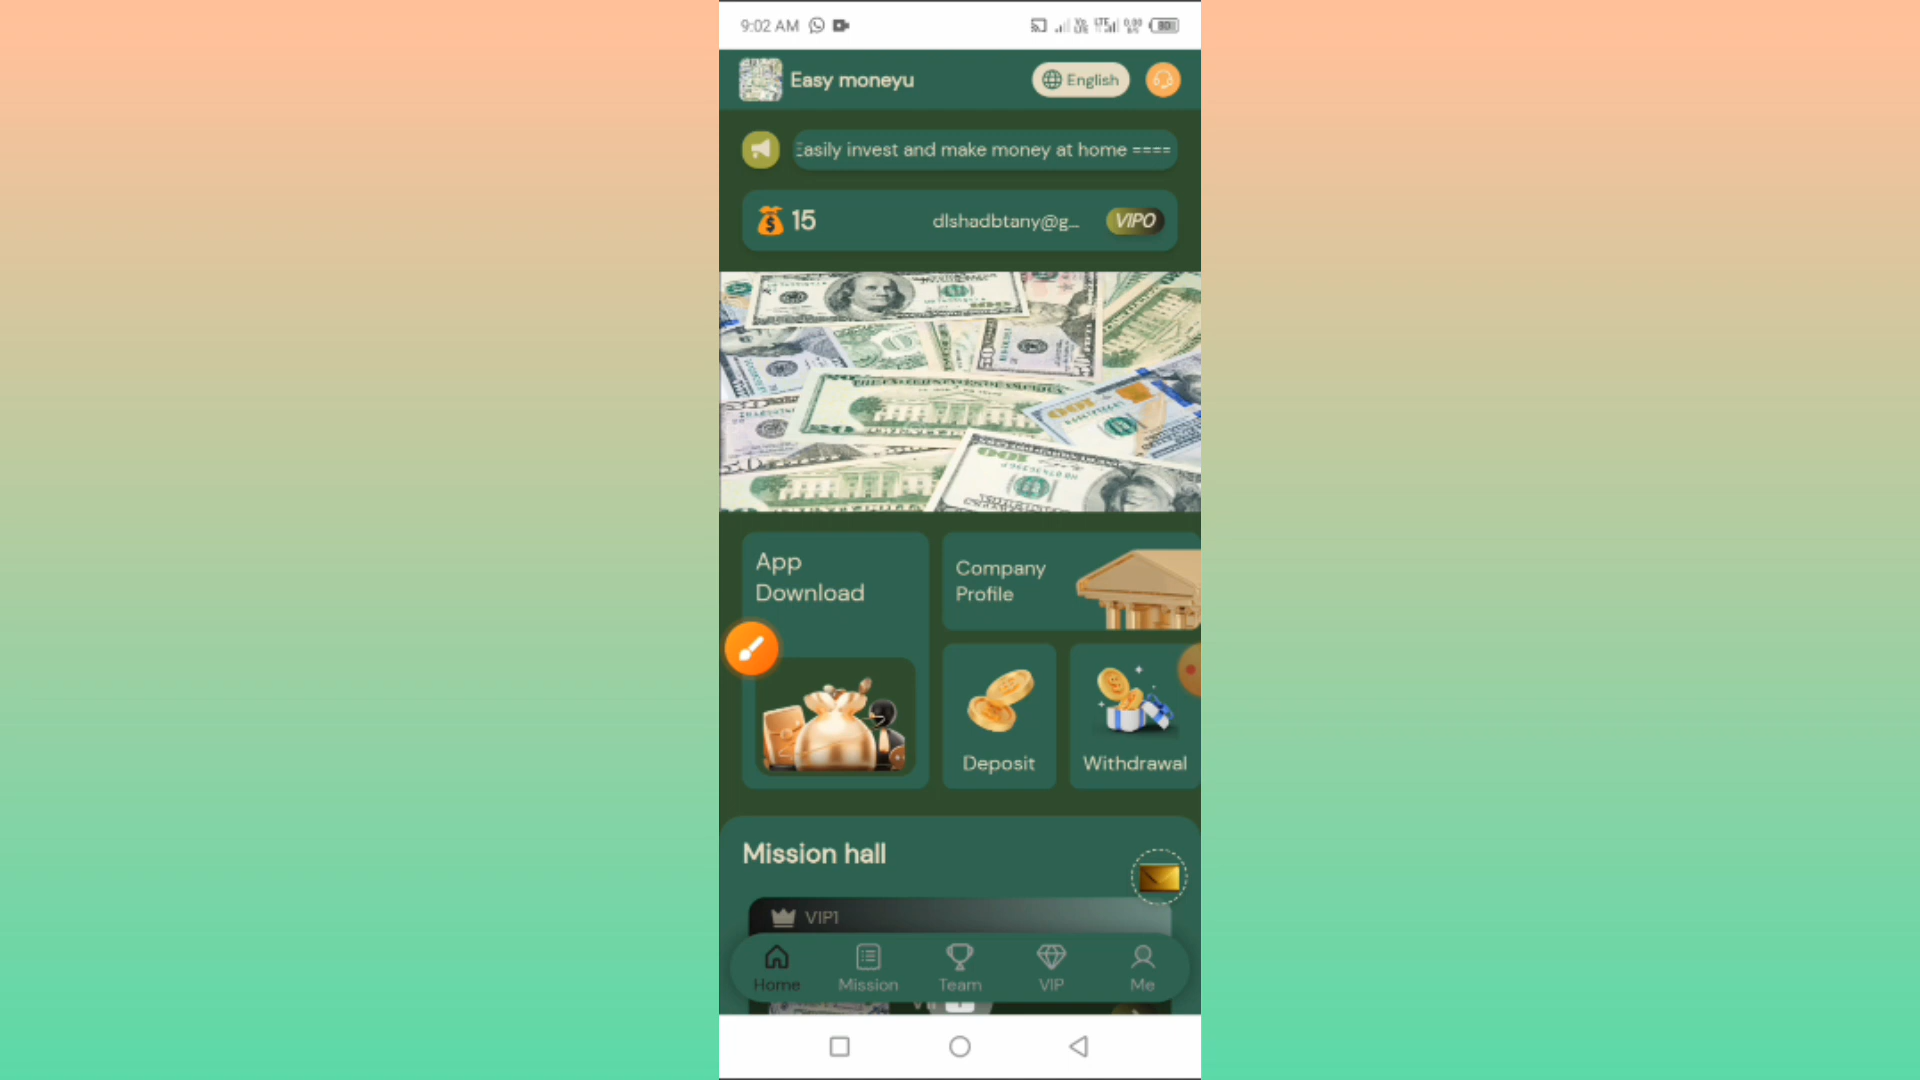 9:02 AM
Easy moneyu
English
Easily invest and make money at home ====
15
dlshadbtany@g...
VIP0
App
Download
Company
Profile
Deposit
Withdrawal
Mission hall
VIP1
Home
Mission
Team
VIP
Me